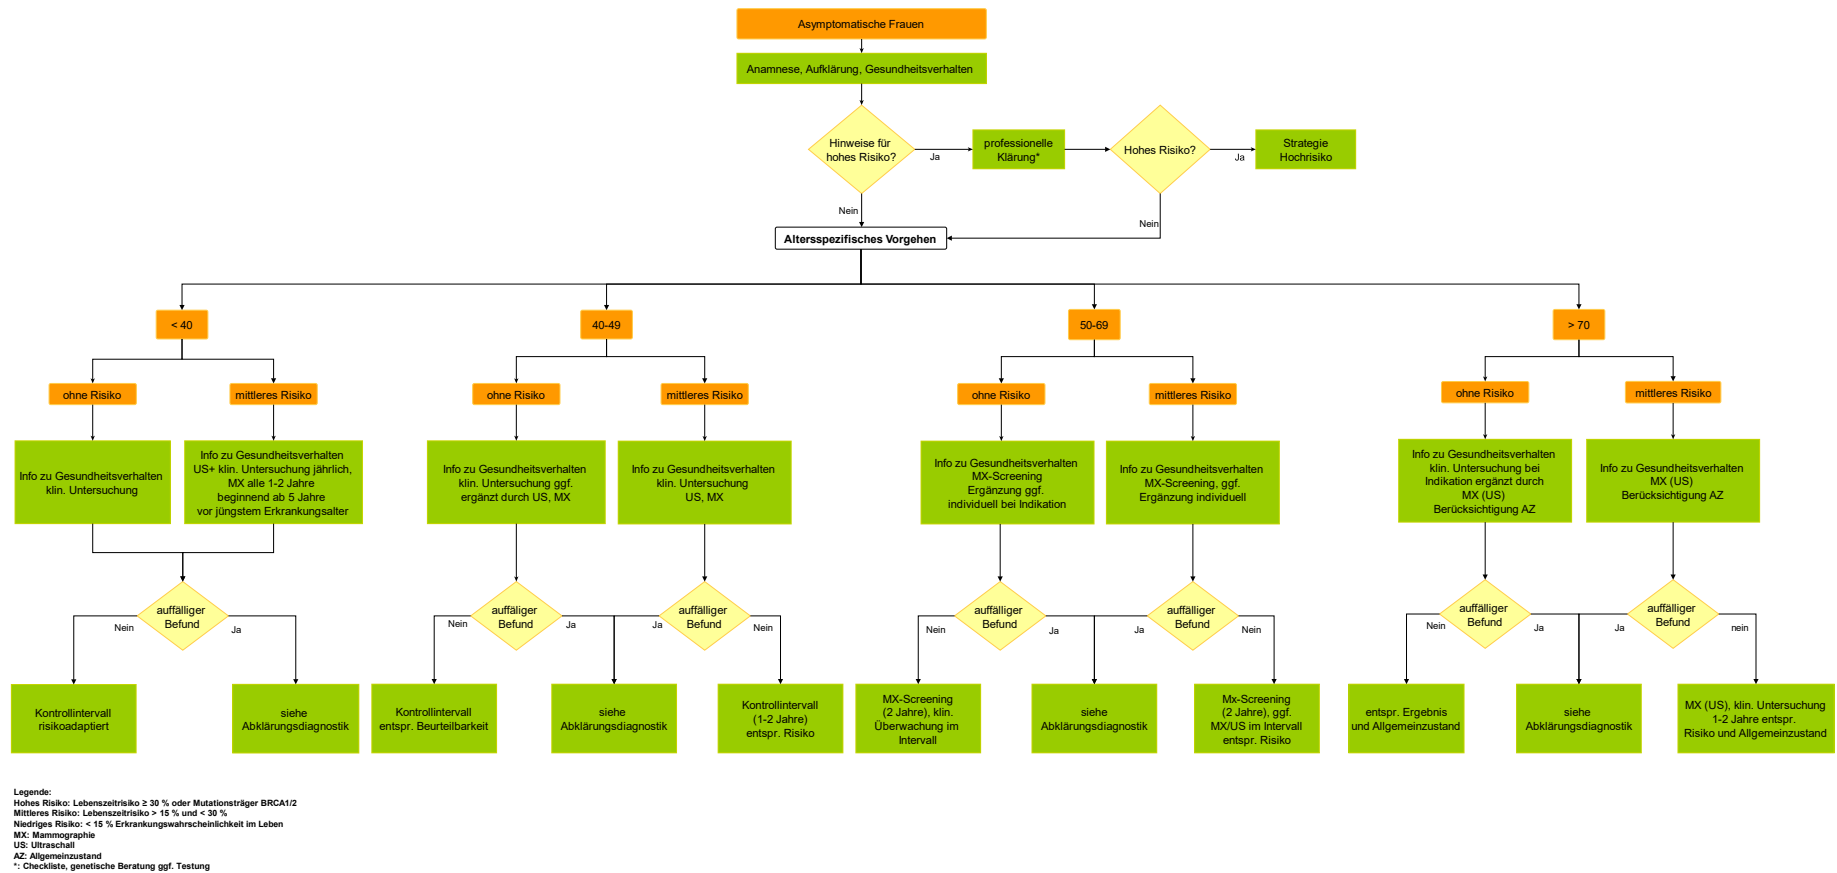 Asymptomatische Frauen
Anamnese, Aufklärung, Gesundheitsverhalten
Hinweise für
hohes Risiko?
Ja
professionelle
Klärung*
Hohes Risiko?
Ja
Strategie
Hochrisiko
Nein
Nein
Altersspezifisches Vorgehen
< 40
40-49
50-69
> 70
ohne Risiko
mittleres Risiko
ohne Risiko
mittleres Risiko
ohne Risiko
mittleres Risiko
ohne Risiko
mittleres Risiko
Info zu Gesundheitsverhalten
klin. Untersuchung
Info zu Gesundheitsverhalten
US+ klin. Untersuchung jährlich,
MX alle 1-2 Jahre
beginnend ab 5 Jahre
vor jüngstem Erkrankungsalter
Info zu Gesundheitsverhalten
klin. Untersuchung ggf.
ergänzt durch US, MX
Info zu Gesundheitsverhalten
klin. Untersuchung
US, MX
Info zu Gesundheitsverhalten
MX-Screening
Ergänzung ggf.
individuell bei Indikation
Info zu Gesundheitsverhalten
MX-Screening, ggf.
Ergänzung individuell
Info zu Gesundheitsverhalten
klin. Untersuchung bei
Indikation ergänzt durch
MX (US)
Berücksichtigung AZ
Info zu Gesundheitsverhalten
MX (US)
Berücksichtigung AZ
auffälliger
Befund
Nein
Ja
auffälliger
Befund
Nein
Ja
auffälliger
Befund
Ja
Nein
auffälliger
Befund
Nein
Ja
auffälliger
Befund
Ja
Nein
auffälliger
Befund
Nein
Ja
auffälliger
Befund
Ja
nein
Kontrollintervall
risikoadaptiert
siehe
Abklärungsdiagnostik
Kontrollintervall
entspr. Beurteilbarkeit
siehe
Abklärungsdiagnostik
Kontrollintervall
(1-2 Jahre)
entspr. Risiko
MX-Screening
(2 Jahre), klin.
Überwachung im
Intervall
siehe
Abklärungsdiagnostik
Mx-Screening
(2 Jahre), ggf.
MX/US im Intervall
entspr. Risiko
entspr. Ergebnis
und Allgemeinzustand
siehe
Abklärungsdiagnostik
MX (US), klin. Untersuchung
1-2 Jahre entspr.
Risiko und Allgemeinzustand
Legende:
Hohes Risiko: Lebenszeitrisiko ≥ 30 % oder Mutationsträger BRCA1/2
Mittleres Risiko: Lebenszeitrisiko > 15 % und < 30 %
Niedriges Risiko: < 15 % Erkrankungswahrscheinlichkeit im Leben
MX: Mammographie
US: Ultraschall
AZ: Allgemeinzustand
*: Checkliste, genetische Beratung ggf. Testung